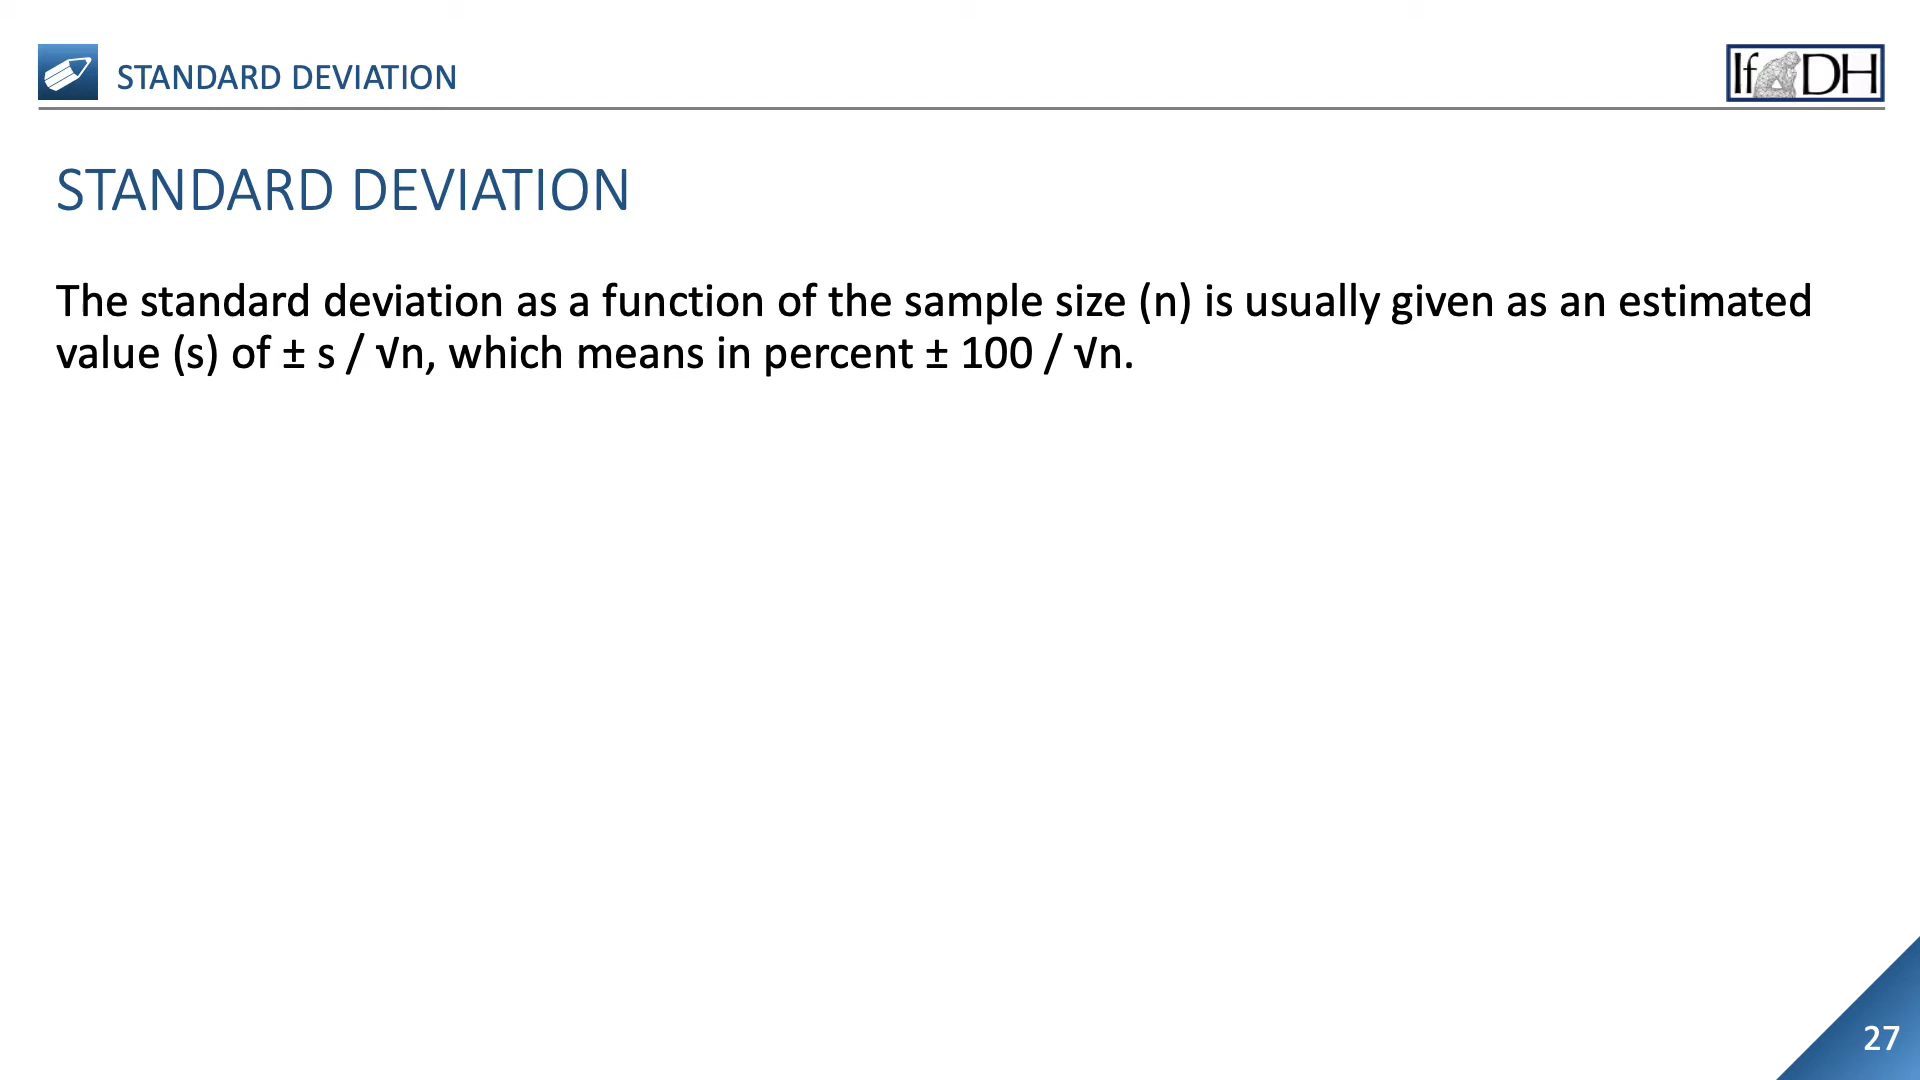 STANDARD DEVIATION
IfDH
STANDARD DEVIATION
The standard deviation as a function of the sample size (n) is usually given as an estimated
value (s) of ± s / √n, which means in percent ± 100 / √n.
27